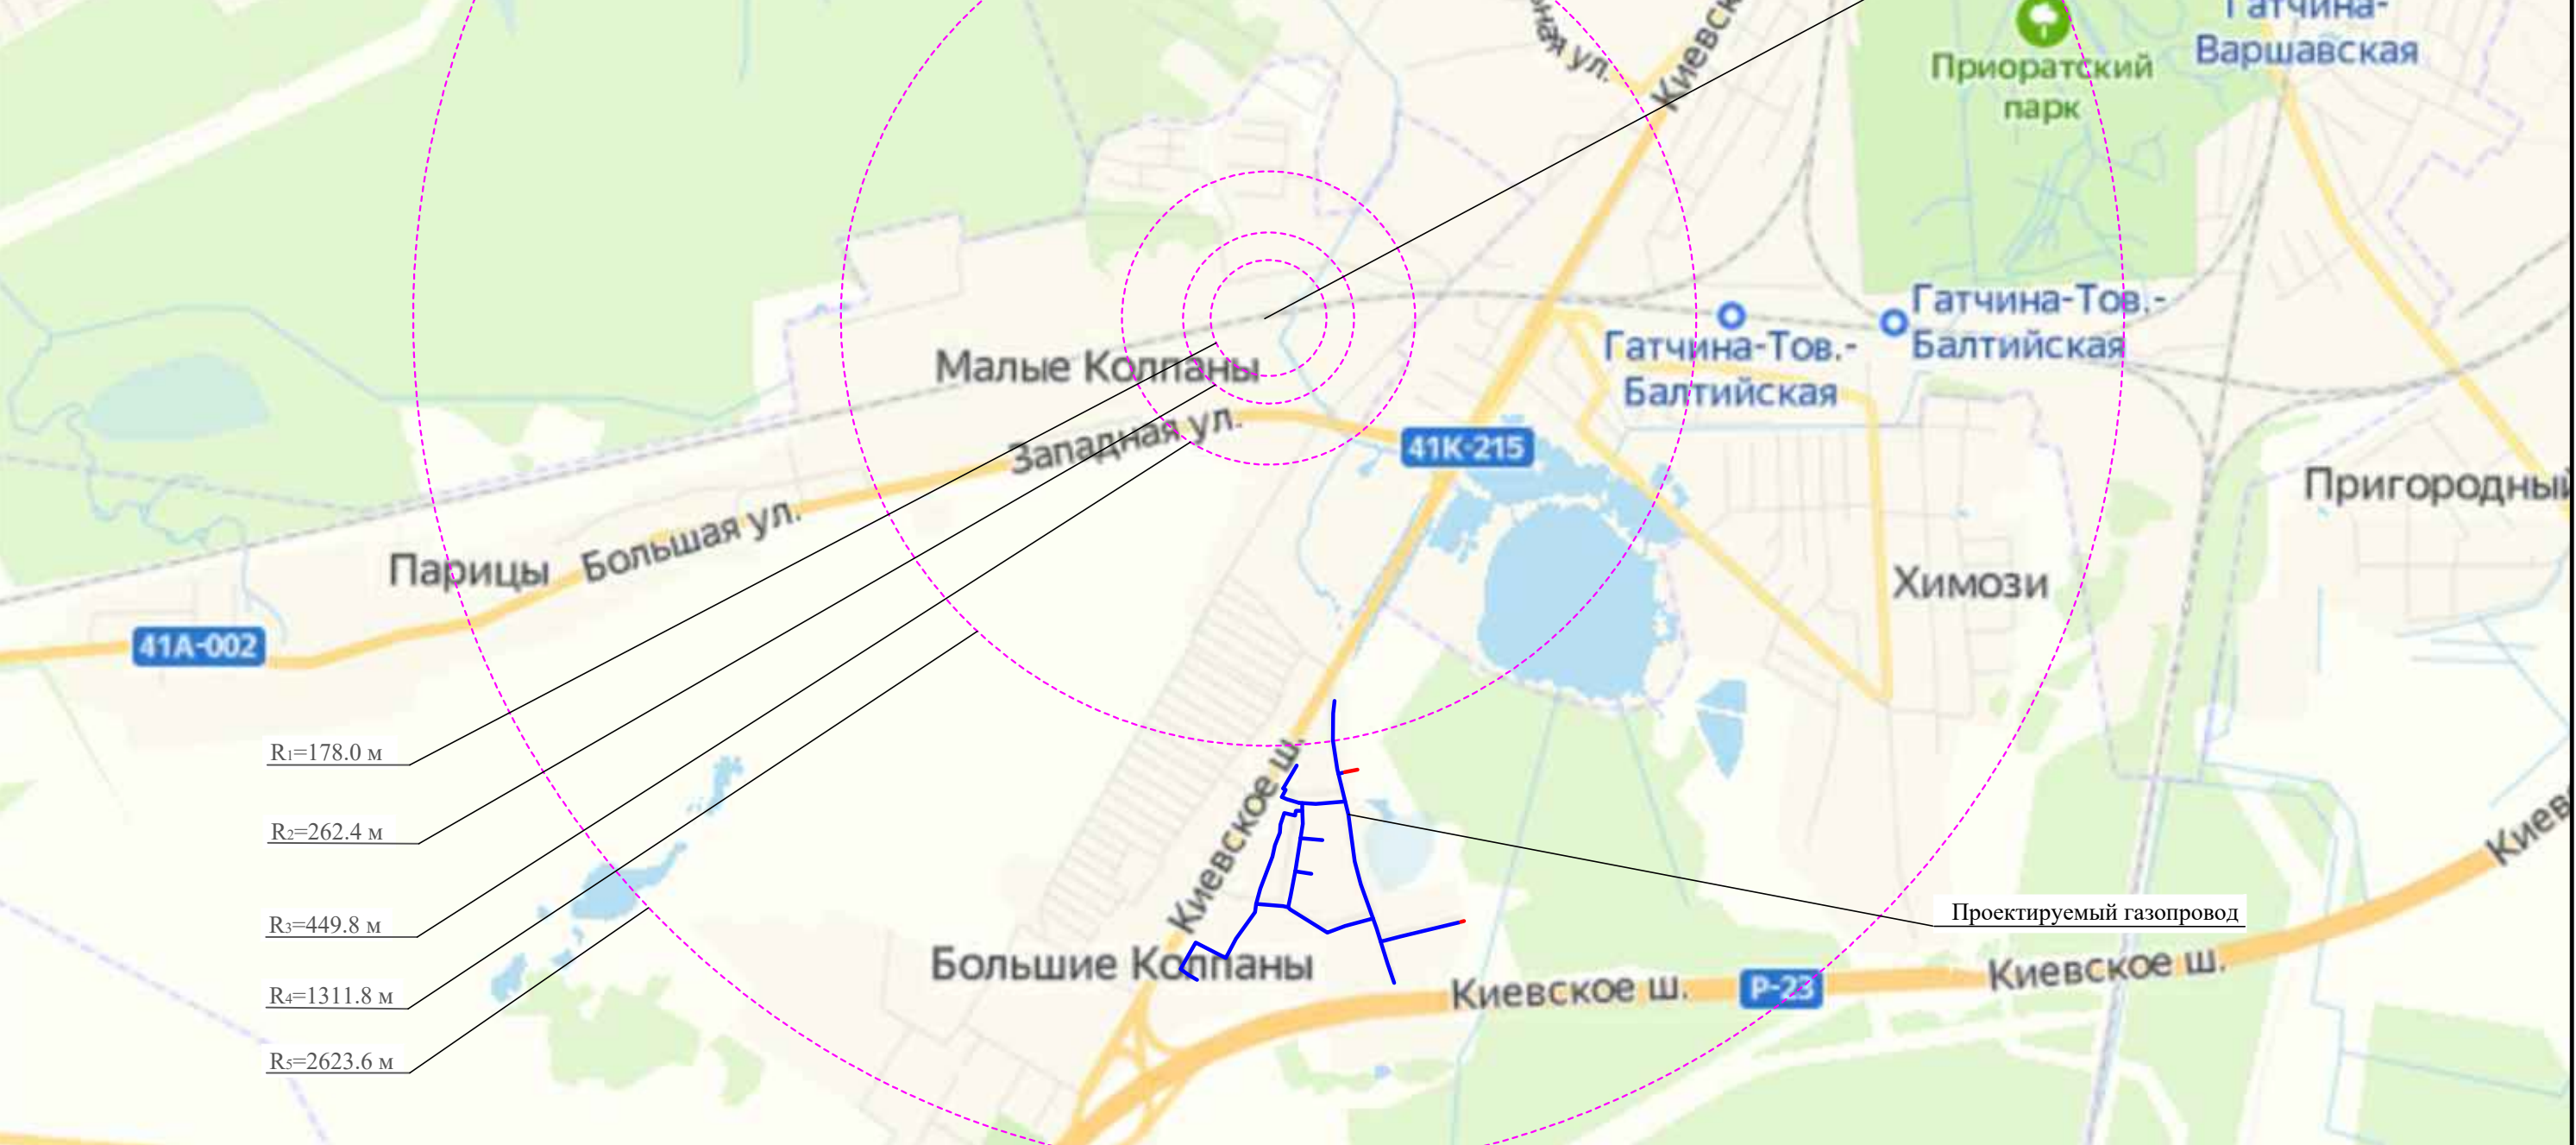 ная ул.
Киевск
Гатчина-
Варшавская
Приоратский
парк
Гатчина-Тов.-
Балтийская
Гатчина-Тов.-
Балтийская
Малые Колпаны
Западная ул.
41К-215
Пригородный
Парицы
Большая ул.
Химози
41А-002
R1=178.0 м
R2=262.4 м
R3=449.8 м
R4=1311.8 м
R5=2623.6 м
Киевское ш.
Киев
Проектируемый газопровод
Большие Колпаны
Киевское ш.
Р-23
Киевское ш.